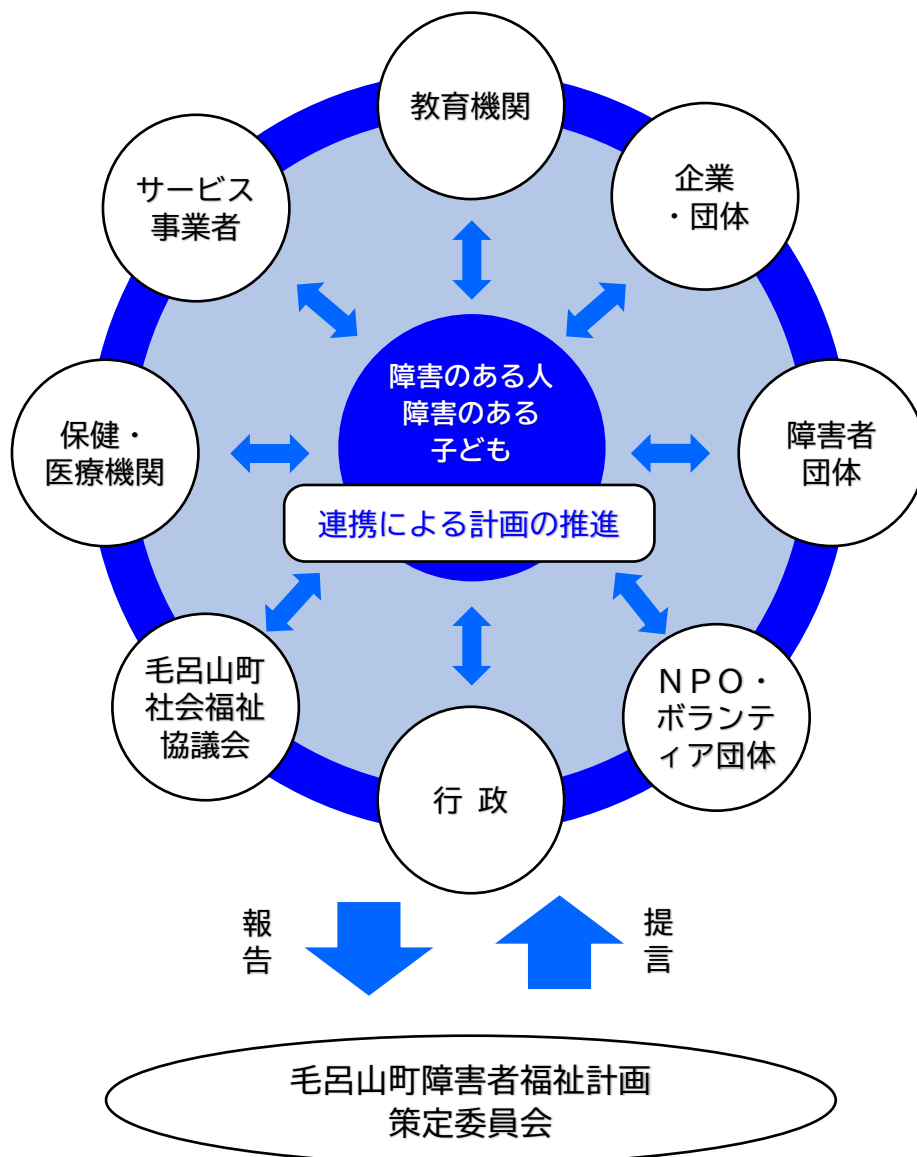 教育機関
企業
・団体
サービス
事業者
障害のある人
障害のある
子ども
保健・
医療機関
障害者
団体
連携による計画の推進
毛呂山町
社会福祉
協議会
ＮＰＯ・
ボランテ
ィア団体
行 政
報
告
提
言
毛呂山町障害者福祉計画
策定委員会